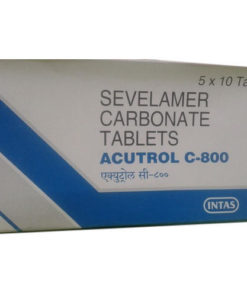 5 x 10 Ta
SEVELAMER
CARBONATE
TABLETS
ACUTROL C-800
एक्युट्रोल सी-८००
INTAS